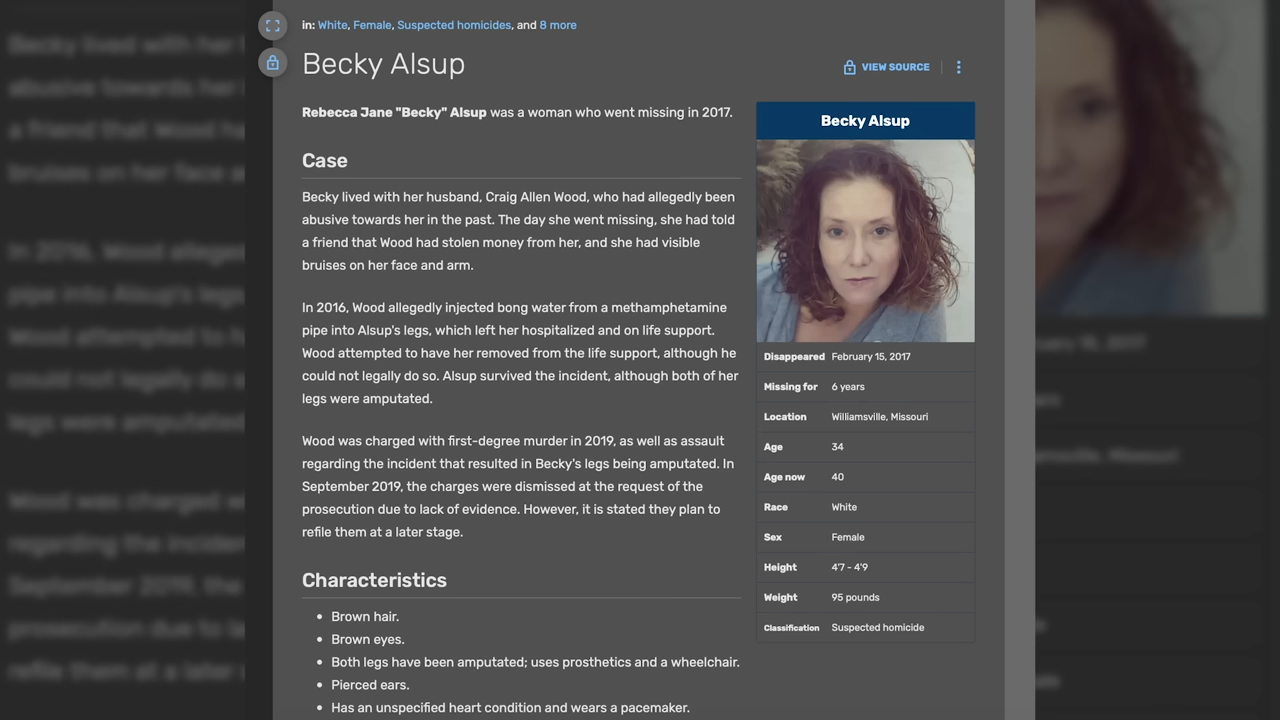 in: White, Female, Suspected homicides, and 8 more
Becky Alsup
VIEW SOURCE
Rebecca Jane "Becky" Alsup was a woman who went missing in 2017.
Case
Becky lived with her husband, Craig Allen Wood, who had allegedly been
abusive towards her in the past. The day she went missing, she had told
a friend that Wood had stolen money from her, and she had visible
bruises on her face and arm.
In 2016, Wood allegedly injected bong water from a methamphetamine
pipe into Alsup's legs, which left her hospitalized and on life support.
Wood attempted to have her removed from the life support, although he
could not legally do so. Alsup survived the incident, although both of her
legs were amputated.
Wood was charged with first-degree murder in 2019, as well as assault
regarding the incident that resulted in Becky's legs being amputated. In
September 2019, the charges were dismissed at the request of the
prosecution due to lack of evidence. However, it is stated they plan to
refile them at a later stage.
Characteristics
• Brown hair.
• Brown eyes.
• Both legs have been amputated; uses prosthetics and a wheelchair.
• Pierced ears.
• Has an unspecified heart condition and wears a pacemaker.
Becky Alsup
Disappeared February 15, 2017
Missing for 6 years
Location Williamsville, Missouri
Age 34
Age now 40
Race White
Sex Female
Height 4'7 - 4'9
Weight 95 pounds
Classification Suspected homicide